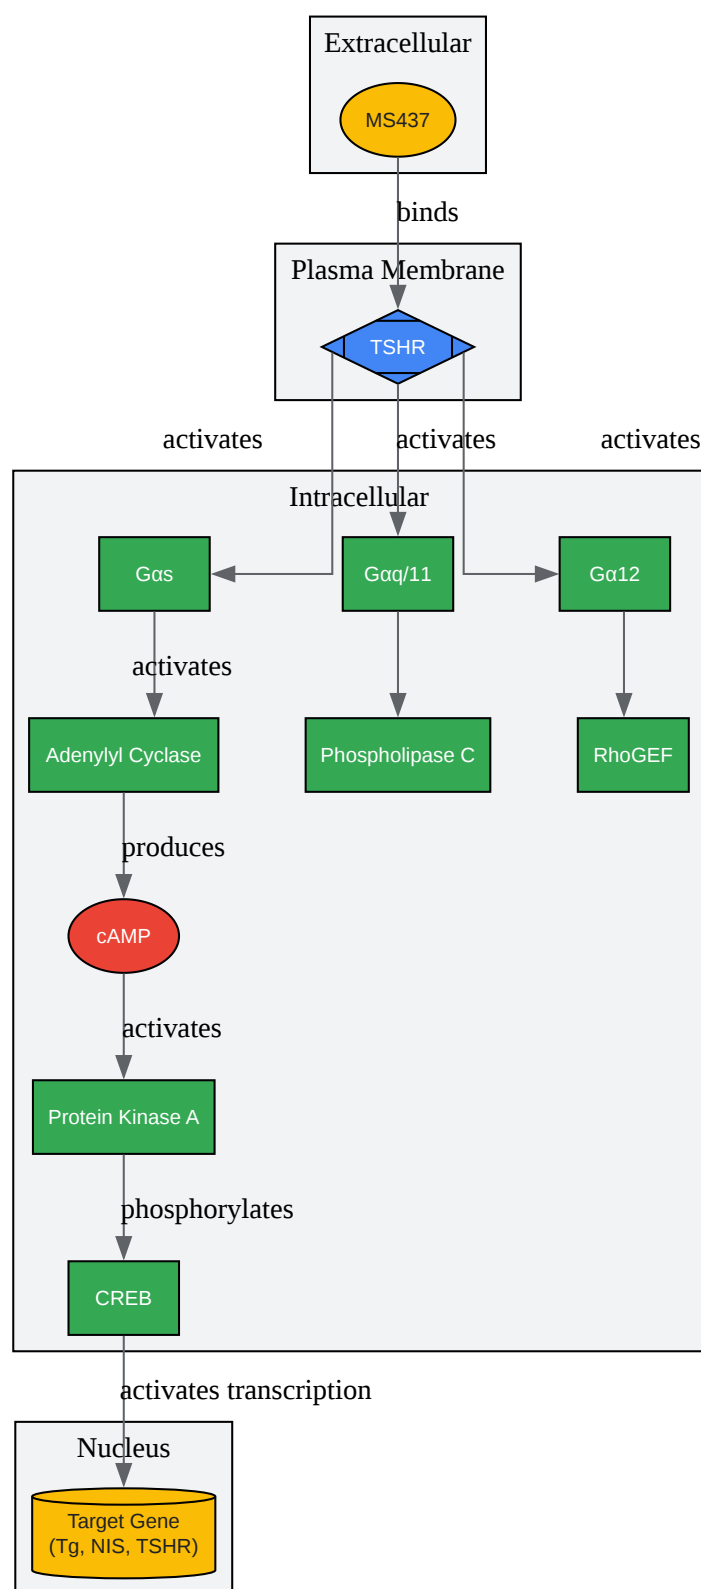 Extracellular
MS437
binds
Plasma Membrane
TSHR
activates
activates
activates
Intracellular
Gαs
Gαq/11
Gα12
activates
Adenylyl Cyclase
Phospholipase C
RhoGEF
produces
cAMP
activates
Protein Kinase A
phosphorylates
CREB
activates transcription
Nucleus
Target Gene
(Tg, NIS, TSHR)